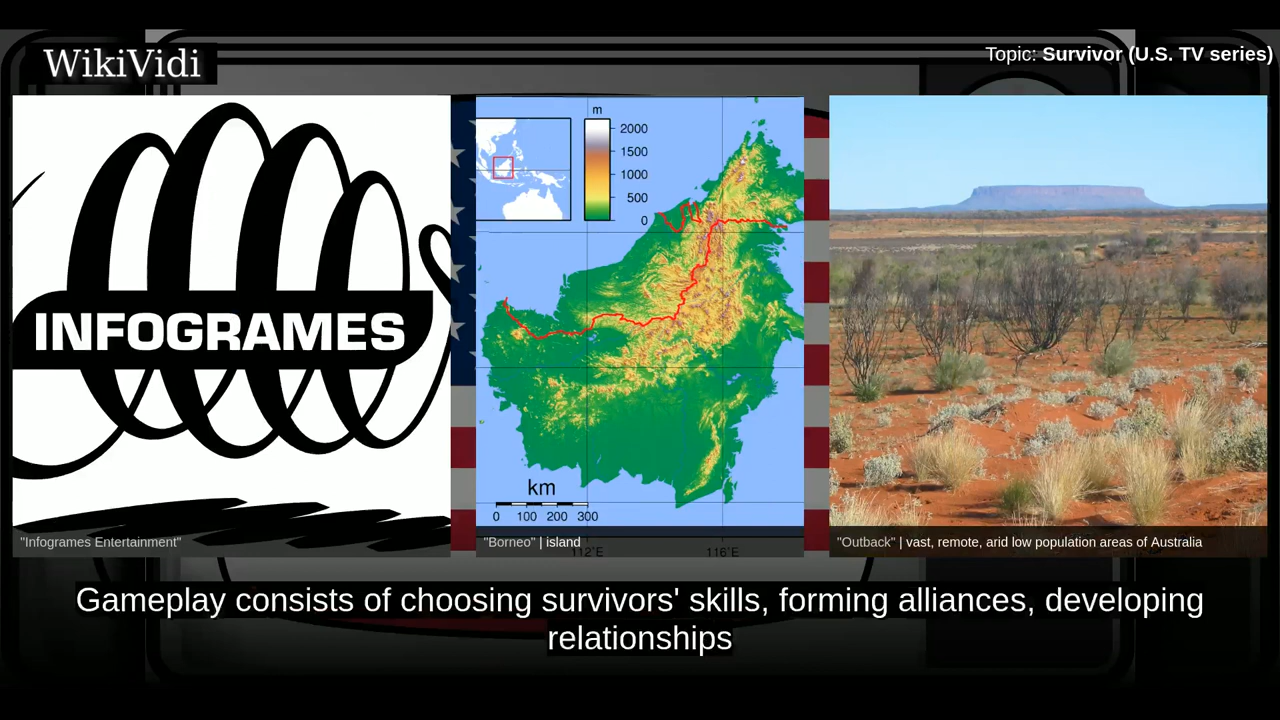 WikiVidi
Topic: Survivor (U.S. TV series)
INFOGRAMES
"Infogrames Entertainment"
m
2000
1500
1000
500
0
km
0 100 200 300
112°E 116°E
"Borneo" | island
"Outback" | vast, remote, arid low population areas of Australia
Gameplay consists of choosing survivors' skills, forming alliances, developing
relationships